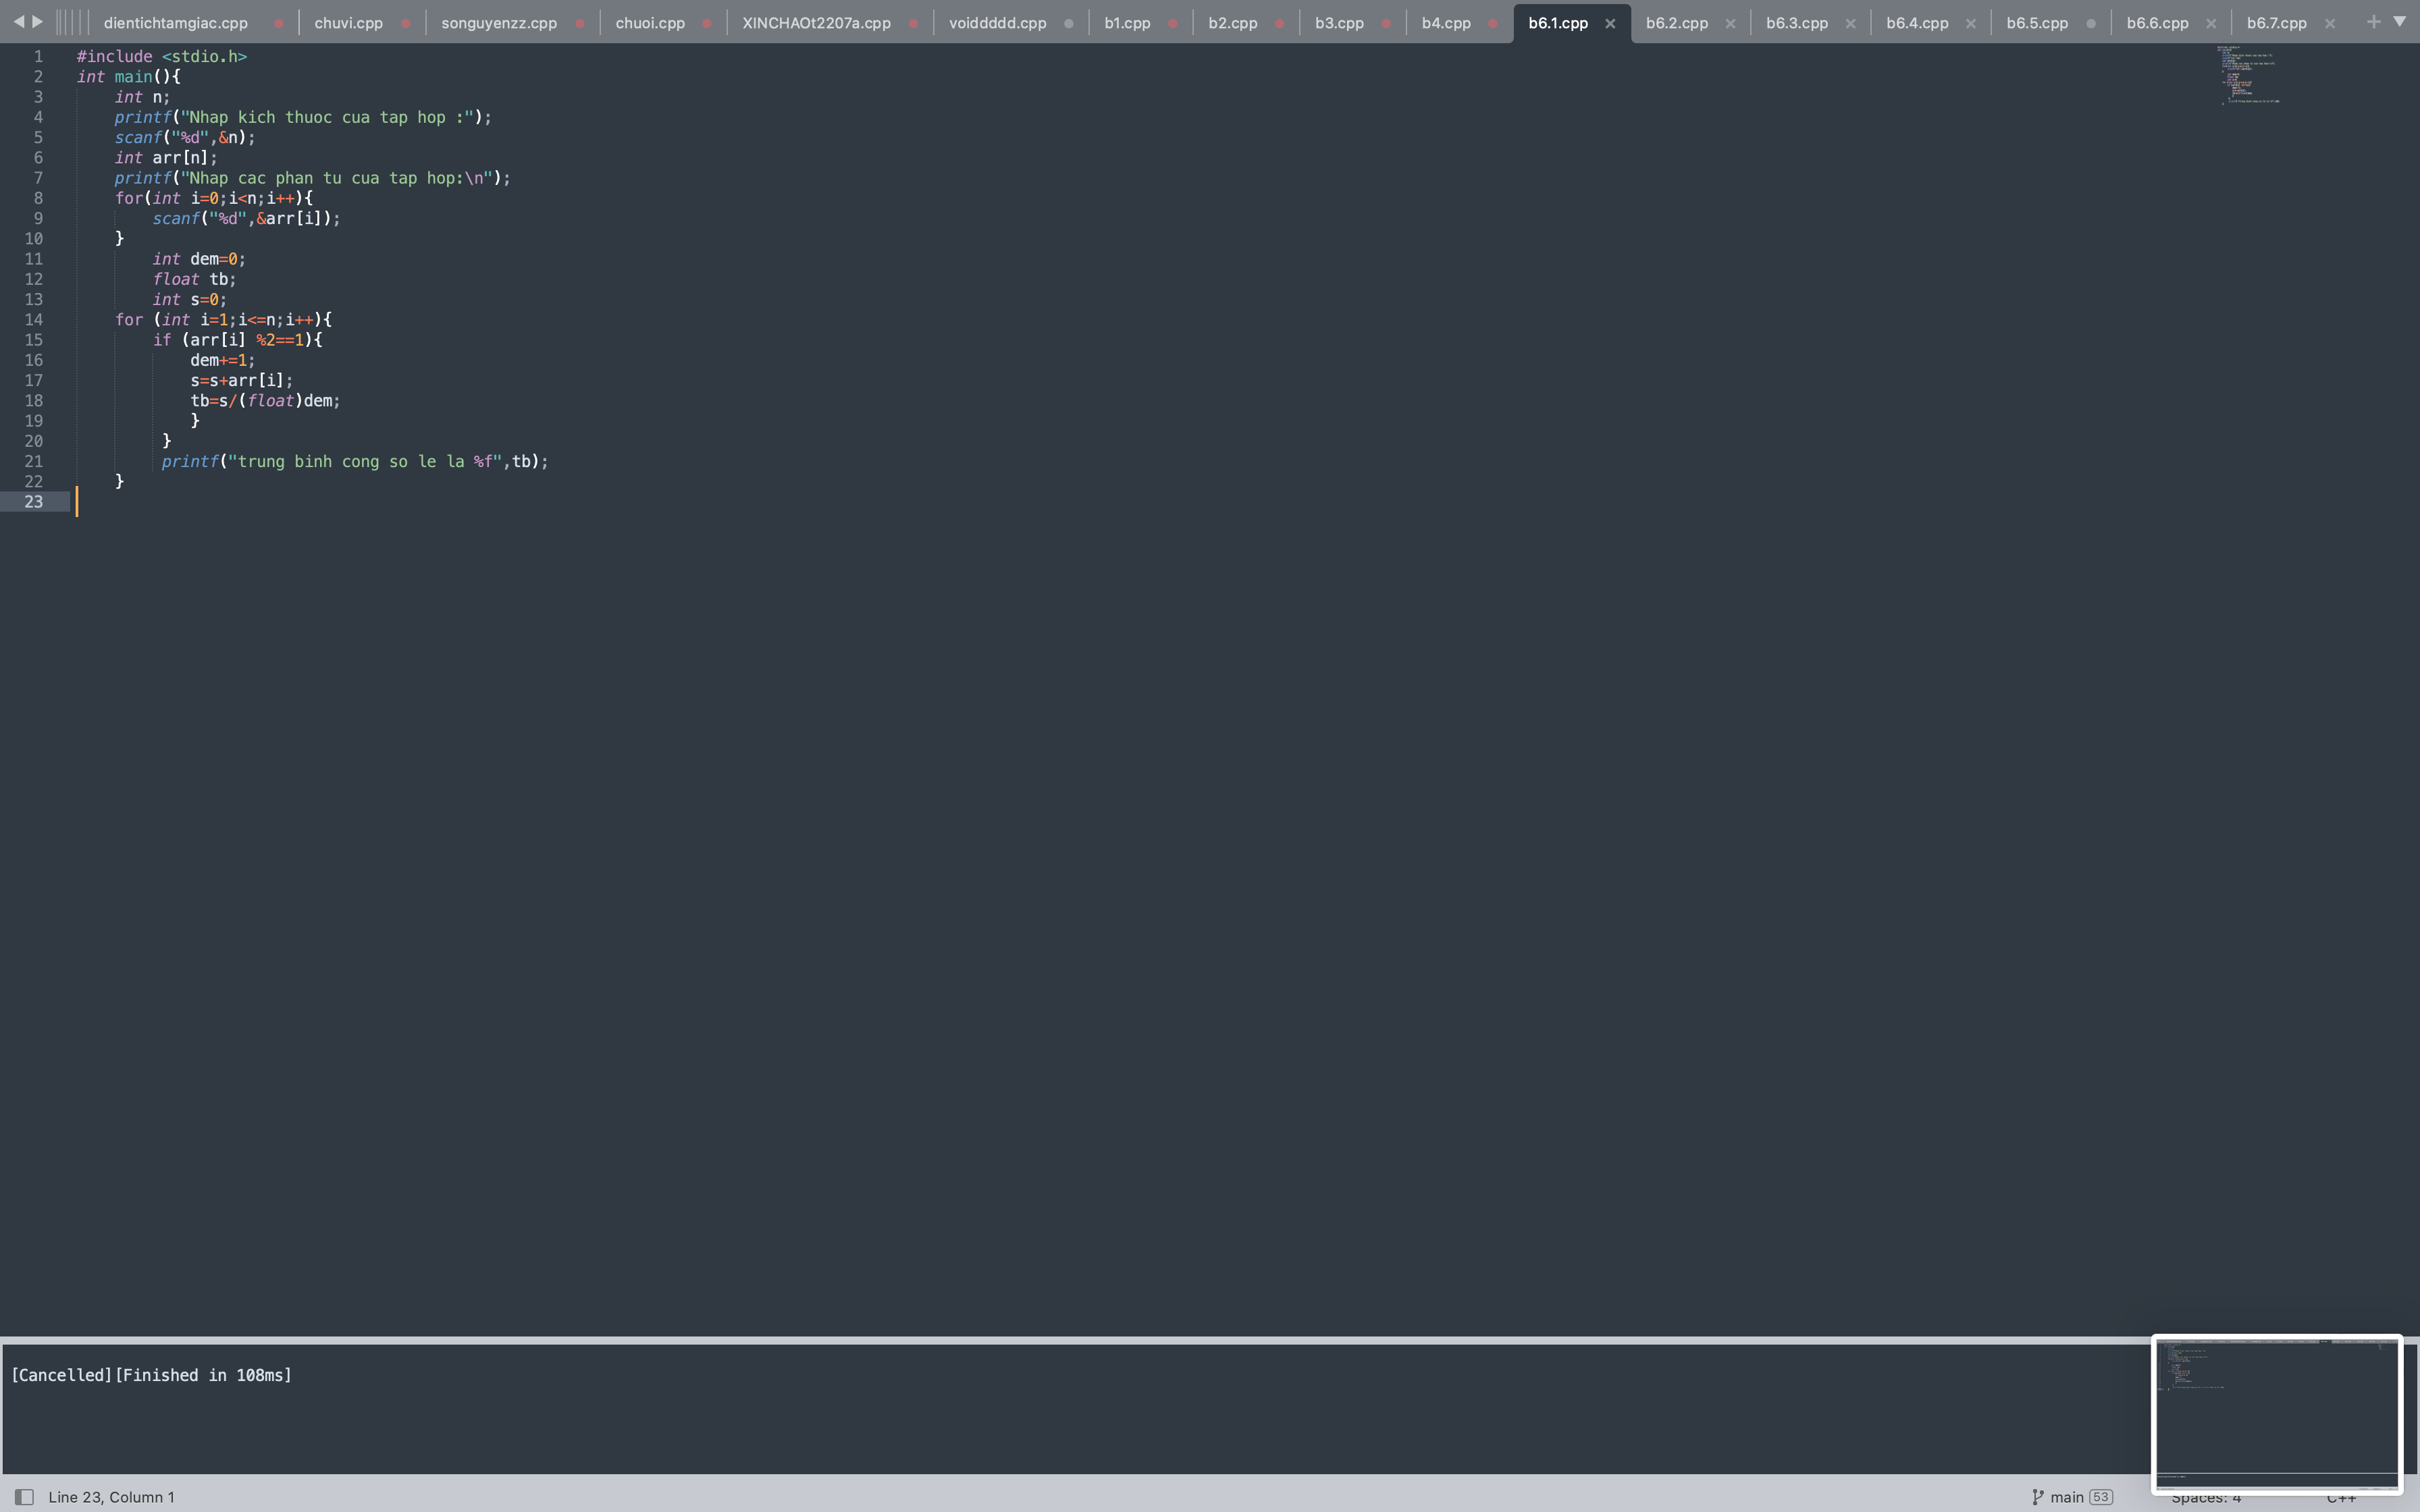 dientichtamgiac.cpp chuvi.cpp songuyenzz.cpp chuoi.cpp XINCHAOt2207a.cpp voiddddd.cpp b1.cpp b2.cpp b3.cpp b4.cpp b6.1.cpp b6.2.cpp b6.3.cpp b6.4.cpp b6.5.cpp b6.6.cpp b6.7.cpp
1 #include <stdio.h>
2 int main(){
3 int n;
4 printf("Nhap kich thuoc cua tap hop :");
5 scanf("%d",&n);
6 int arr[n];
7 printf("Nhap cac phan tu cua tap hop:\n");
8 for(int i=0;i<n;i++){
9 scanf("%d",&arr[i]);
10 }
11 int dem=0;
12 float tb;
13 int s=0;
14 for (int i=1;i<=n;i++){
15 if (arr[i] %2==1){
16 dem+=1;
17 s=s+arr[i];
18 tb=s/(float)dem;
19 }
20 }
21 printf("trung binh cong so le la %f",tb);
22 }
23
[Cancelled][Finished in 108ms]
Line 23, Column 1 main 53 Spaces: 4 C++